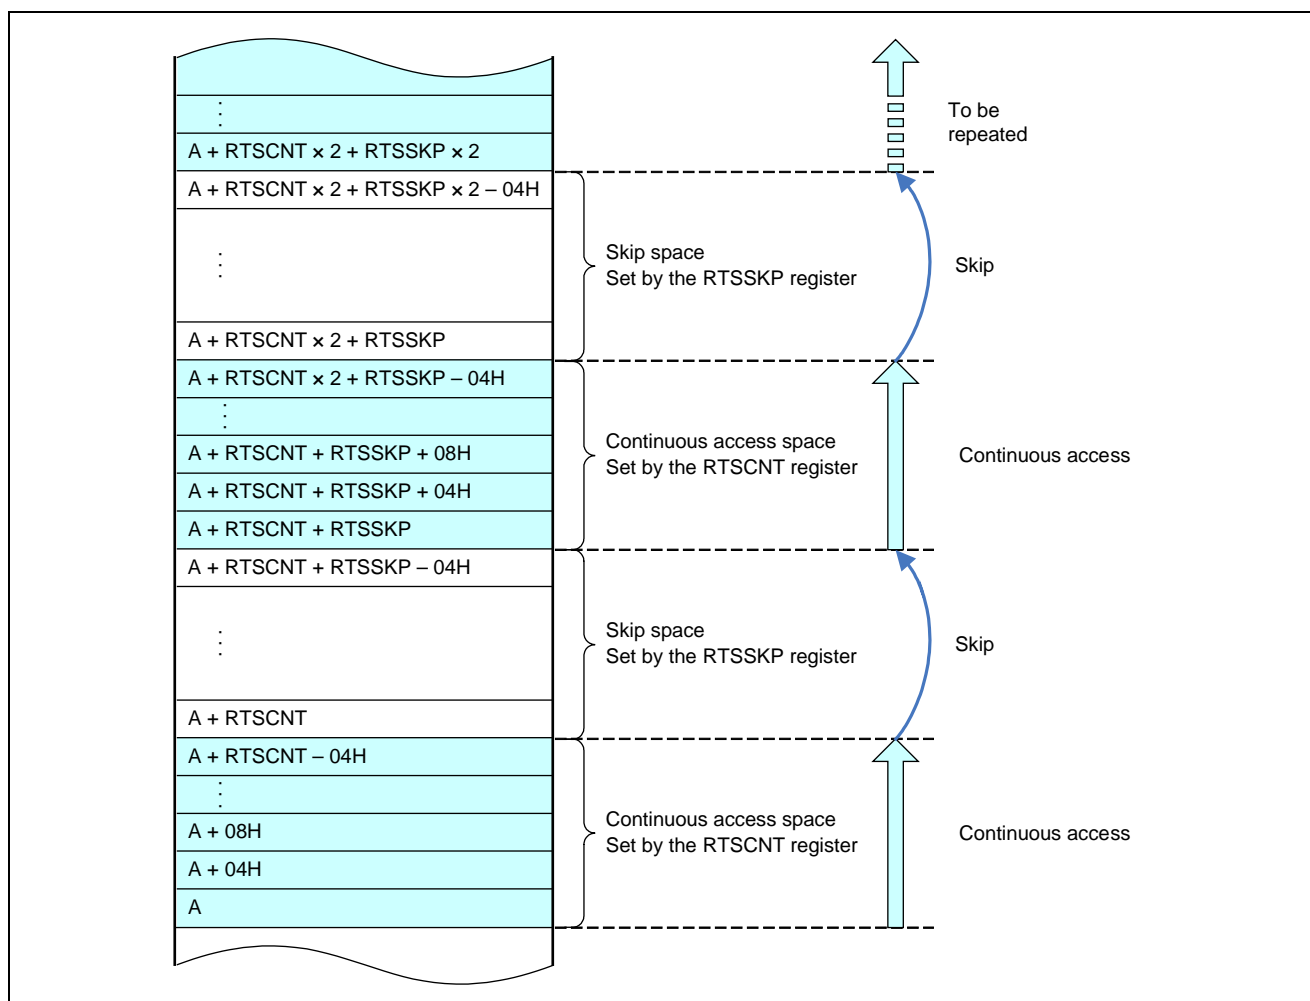 To be
repeated
⋮
A + RTSCNT × 2 + RTSSKP × 2
A + RTSCNT × 2 + RTSSKP × 2 – 04H
⋮
Skip space
Set by the RTSSKP register
Skip
A + RTSCNT × 2 + RTSSKP
A + RTSCNT × 2 + RTSSKP – 04H
⋮
A + RTSCNT + RTSSKP + 08H
Continuous access space
Set by the RTSCNT register
Continuous access
A + RTSCNT + RTSSKP + 04H
A + RTSCNT + RTSSKP
A + RTSCNT + RTSSKP – 04H
⋮
Skip space
Set by the RTSSKP register
Skip
A + RTSCNT
A + RTSCNT – 04H
⋮
Continuous access space
Set by the RTSCNT register
Continuous access
A + 08H
A + 04H
A